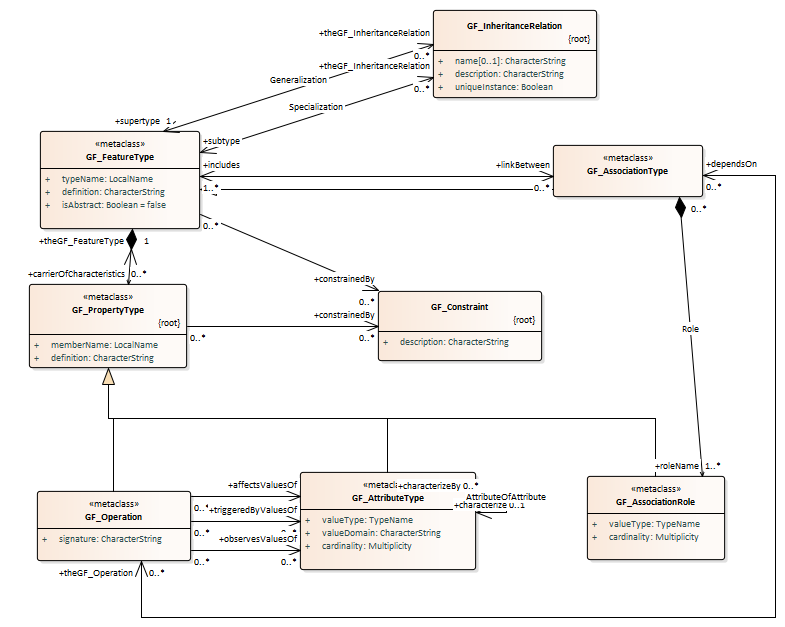 GF_InheritanceRelation
{root}
+ name[0..1]: CharacterString
+ description: CharacterString
+ uniqueInstance: Boolean
+theGF_InheritanceRelation
0..*
+theGF_InheritanceRelation
0..*
Generalization
Specialization
+supertype 1
+subtype
«metaclass»
GF_FeatureType
+ typeName: LocalName
+ definition: CharacterString
+ isAbstract: Boolean = false
+includes
1..*
+linkBetween
0..*
«metaclass»
GF_AssociationType
+dependsOn
0..*
0..*
0..*
+theGF_FeatureType 1
+carrierOfCharacteristics 0..*
+constrainedBy
0..*
«metaclass»
GF_PropertyType
{root}
+ memberName: LocalName
+ definition: CharacterString
0..*
+constrainedBy
0..*
GF_Constraint
{root}
+ description: CharacterString
Role
+roleName 1..*
«metaclass»
GF_Operation
+ signature: CharacterString
+affectsValuesOf
0..*
+triggeredByValuesOf
0..*
0..*
+observesValuesOf
0..*
0..*
+theGF_Operation 0..*
+characterizeBy 0..*
GF_AttributeType
+ valueType: TypeName
+ valueDomain: CharacterString
+ cardinality: Multiplicity
AttributeOfAttribute
+characterize 0..1
«metaclass»
GF_AssociationRole
+ valueType: TypeName
+ cardinality: Multiplicity